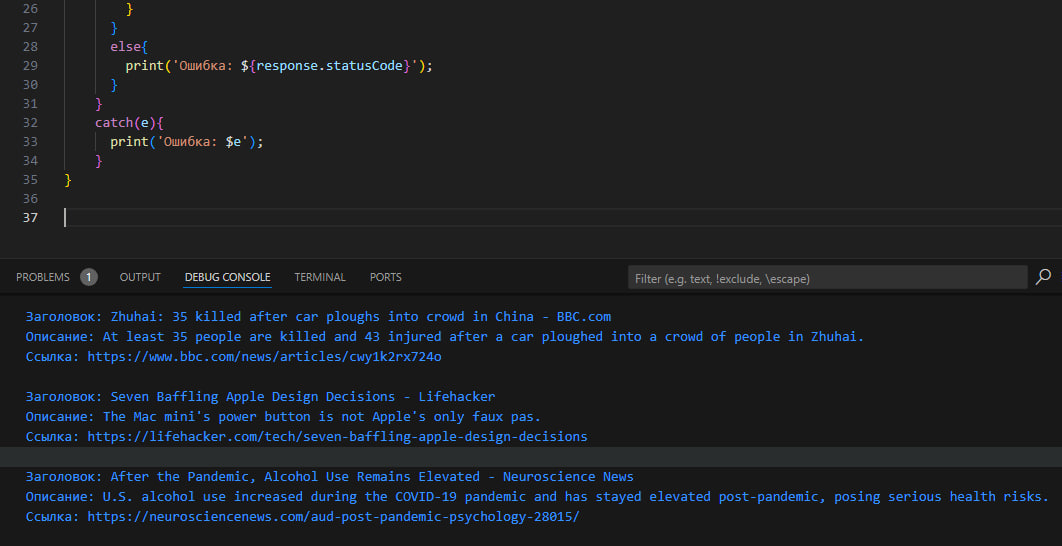 26 }
27 }
28 else{
29 print('Ошибка: ${response.statusCode}');
30 }
31 }
32 catch(e){
33 print('Ошибка: $e');
34 }
35 }
36
37
PROBLEMS 1 OUTPUT DEBUG CONSOLE TERMINAL PORTS Filter (e.g. text, !exclude, \escape)
Заголовок: Zhuhai: 35 killed after car ploughs into crowd in China - BBC.com
Описание: At least 35 people are killed and 43 injured after a car ploughed into a crowd of people in Zhuhai.
Ссылка: https://www.bbc.com/news/articles/cwy1k2rx724o
Заголовок: Seven Baffling Apple Design Decisions - Lifehacker
Описание: The Mac mini's power button is not Apple's only faux pas.
Ссылка: https://lifehacker.com/tech/seven-baffling-apple-design-decisions
Заголовок: After the Pandemic, Alcohol Use Remains Elevated - Neuroscience News
Описание: U.S. alcohol use increased during the COVID-19 pandemic and has stayed elevated post-pandemic, posing serious health risks.
Ссылка: https://neurosciencenews.com/aud-post-pandemic-psychology-28015/